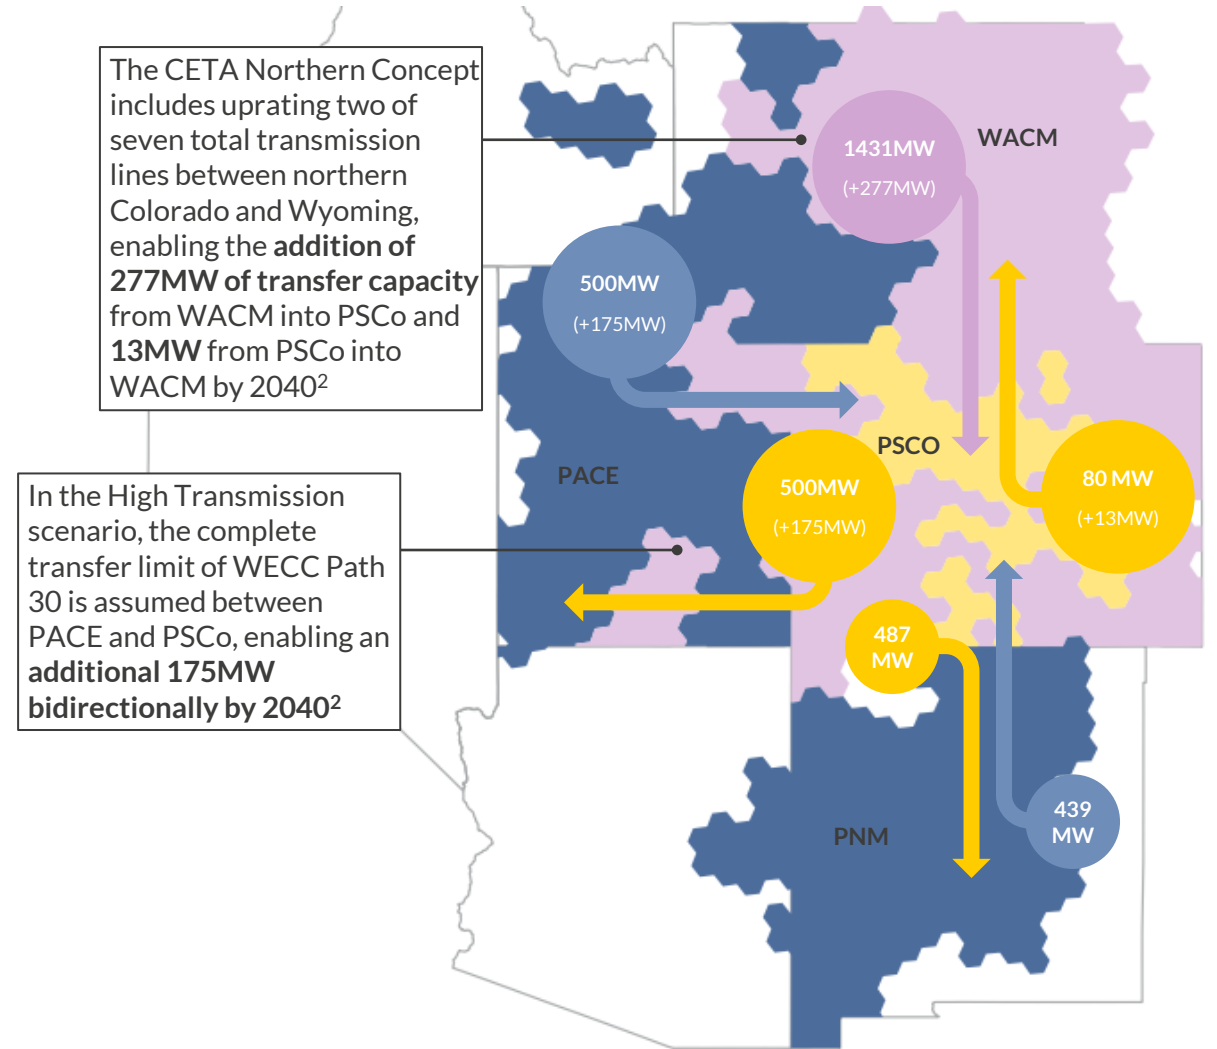 The CETA Northern Concept
includes uprating two of
seven total transmission
lines between northern
Colorado and Wyoming,
enabling the addition of
277MW of transfer capacity
from WACM into PSCo and
13MW from PSCo into
WACM by 2040²
1431MW
(+277MW)
WACM
500MW
(+175MW)
PSCO
PACE
500MW
(+175MW)
80 MW
(+13MW)
In the High Transmission
scenario, the complete
transfer limit of WECC Path
30 is assumed between
PACE and PSCo, enabling an
additional 175MW
bidirectionally by 2040²
487
MW
439
MW
PNM